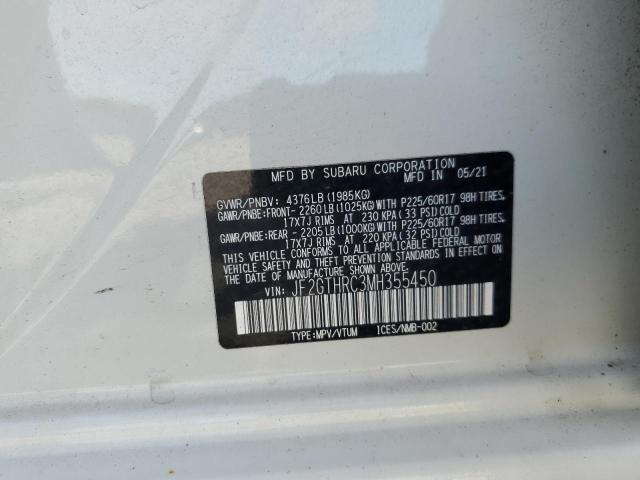 MFD BY SUBARU CORPORATION
MFD IN 05/21
GVWR/PNBV: 4376LB (1985KG)
GAWR/PNBE:FRONT- 2260LB (1025KG)WITH P225/60R17 98H TIRES,
17X7J RIMS AT 230 KPA (33 PSI)COLD
GAWR/PNBE:REAR - 2205LB (1000KG)WITH P225/60R17 98H TIRES,
17X7J RIMS AT 220 KPA (32 PSI)COLD
THIS VEHICLE CONFORMS TO ALL APPLICABLE FEDERAL MOTOR
VEHICLE SAFETY AND BUMPER STANDARDS IN EFFECT ON
THE DATE OF MANUFACTURE SHOWN ABOVE.
VIN: JF2GTHRC3MH355450
TYPE:MPV/VTUM ICES/NMB-002